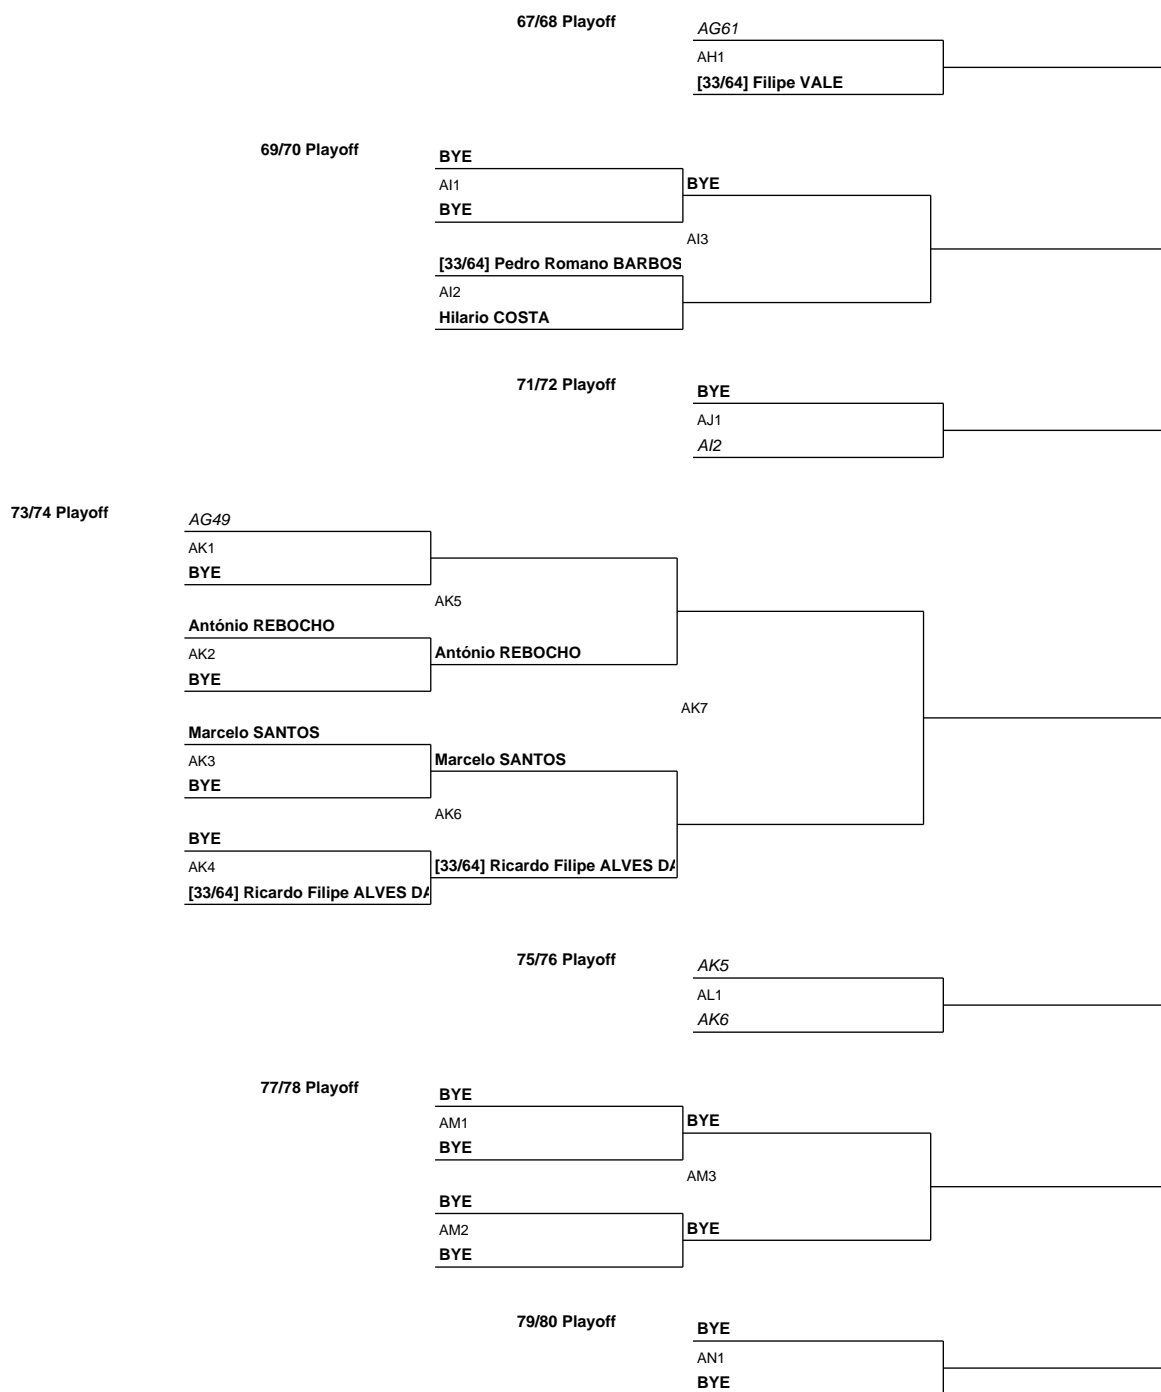 67/68 Playoff
AG61
AH1
[33/64] Filipe VALE
69/70 Playoff
BYE
AI1
BYE
BYE
AI3
[33/64] Pedro Romano BARBOS
AI2
Hilario COSTA
71/72 Playoff
BYE
AJ1
AI2
73/74 Playoff
AG49
AK1
BYE
AK5
António REBOCHO
AK2
António REBOCHO
BYE
AK7
Marcelo SANTOS
AK3
Marcelo SANTOS
BYE
AK6
BYE
AK4
[33/64] Ricardo Filipe ALVES DA
[33/64] Ricardo Filipe ALVES DA
75/76 Playoff
AK5
AL1
AK6
77/78 Playoff
BYE
AM1
BYE
BYE
AM3
BYE
AM2
BYE
BYE
79/80 Playoff
BYE
AN1
BYE